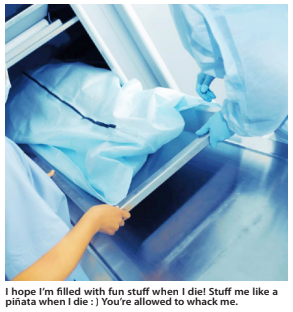 I hope I'm filled with fun stuff when I die! Stuff me like a
piñata when I die : ) You're allowed to whack me.